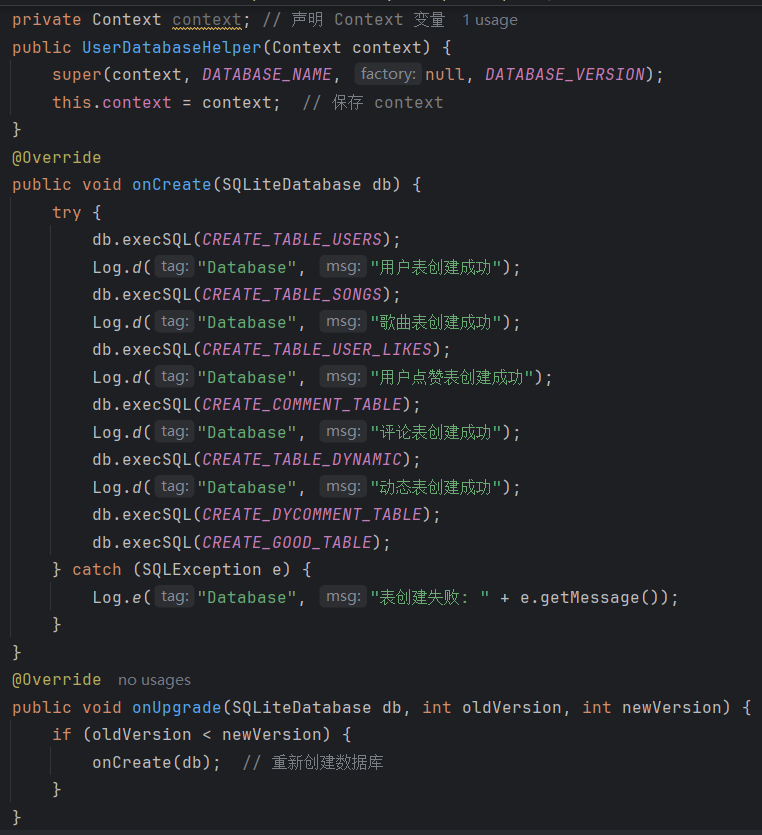 private Context context; // 声明 Context 变量 1 usage
public UserDatabaseHelper(Context context) {
super(context, DATABASE_NAME, factory: null, DATABASE_VERSION);
this.context = context; // 保存 context
}
@Override
public void onCreate(SQLiteDatabase db) {
try {
db.execSQL(CREATE_TABLE_USERS);
Log.d( tag: "Database", msg: "用户表创建成功");
db.execSQL(CREATE_TABLE_SONGS);
Log.d( tag: "Database", msg: "歌曲表创建成功");
db.execSQL(CREATE_TABLE_USER_LIKES);
Log.d( tag: "Database", msg: "用户点赞表创建成功");
db.execSQL(CREATE_COMMENT_TABLE);
Log.d( tag: "Database", msg: "评论表创建成功");
db.execSQL(CREATE_TABLE_DYNAMIC);
Log.d( tag: "Database", msg: "动态表创建成功");
db.execSQL(CREATE_DYCOMMENT_TABLE);
db.execSQL(CREATE_GOOD_TABLE);
} catch (SQLException e) {
Log.e( tag: "Database", msg: "表创建失败: " + e.getMessage());
}
}
@Override no usages
public void onUpgrade(SQLiteDatabase db, int oldVersion, int newVersion) {
if (oldVersion < newVersion) {
onCreate(db); // 重新创建数据库
}
}